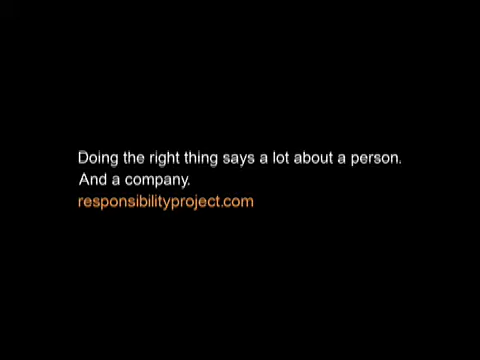 Doing the right thing says a lot about a person.
And a company.
responsibilityproject.com